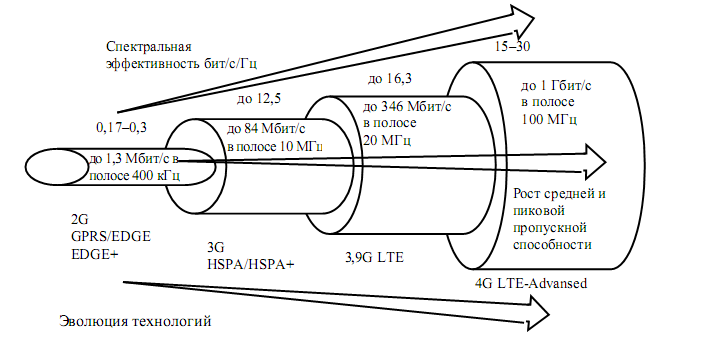 Спектральная
эффективность бит/с/Гц
15–30
до 16,3
до 12,5
0,17–0,3
до 1,3 Мбит/с в
полосе 400 кГц
до 84 Мбит/с
в полосе 10 МГц
до 346 Мбит/с
в полосе
20 МГц
до 1 Гбит/с
в полосе
100 МГц
Рост средней и
пиковой
пропускной
способности
2G
GPRS/EDGE
EDGE+
3G
HSPA/HSPA+
3,9G LTE
4G LTE-Advansed
Эволюция технологий